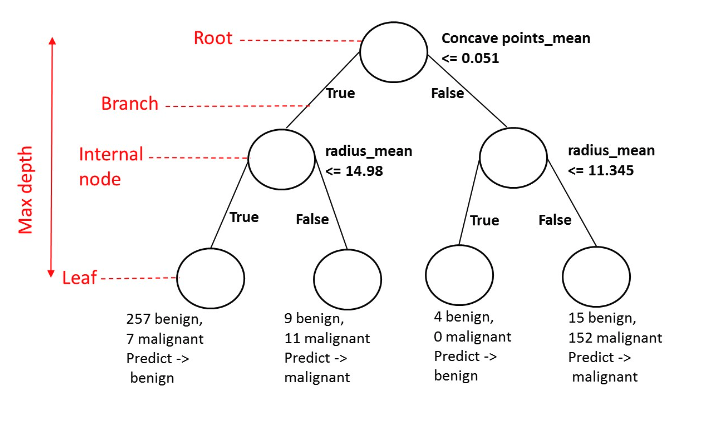 Root
Concave points_mean
<= 0.051
True
False
Branch
Max depth
Internal
node
radius_mean
<= 14.98
radius_mean
<= 11.345
True
False
True
False
Leaf
257 benign,
7 malignant
Predict ->
benign
9 benign,
11 malignant
Predict ->
malignant
4 benign,
0 malignant
Predict ->
benign
15 benign,
152 malignant
Predict ->
malignant